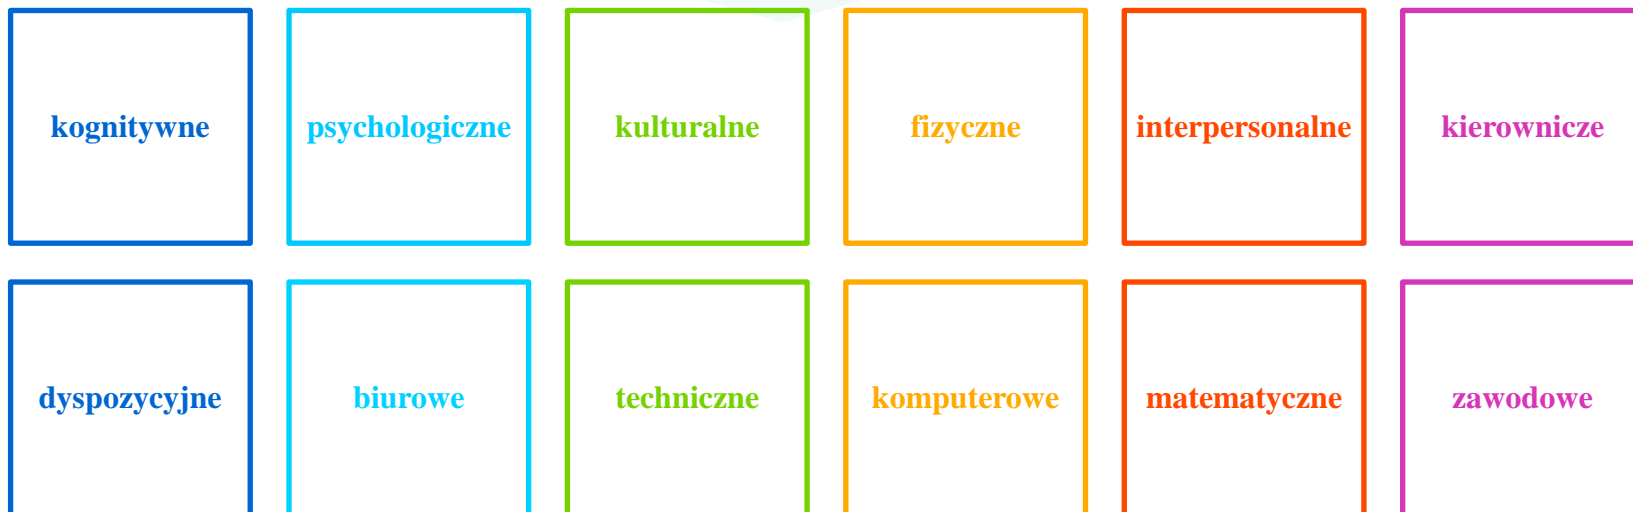 kognitywne
psychologiczne
kulturalne
fizyczne
interpersonalne
kierownicze
dyspozycyjne
biurowe
techniczne
komputerowe
matematyczne
zawodowe